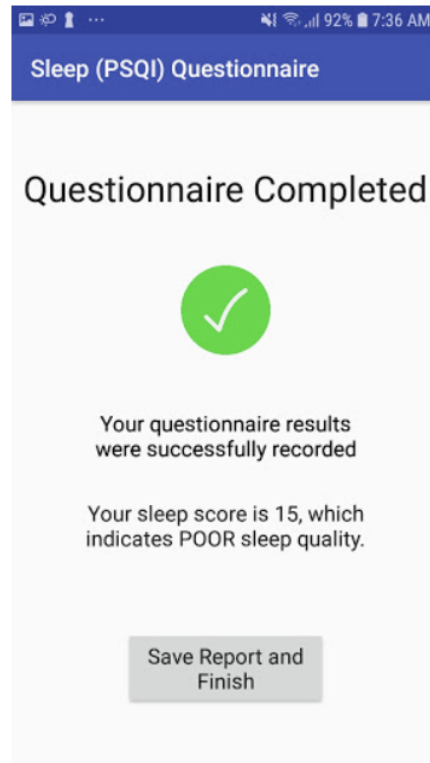 ... 92% 7:36 AM
Sleep (PSQI) Questionnaire
Questionnaire Completed
Your questionnaire results
were successfully recorded
Your sleep score is 15, which
indicates POOR sleep quality.
Save Report and
Finish